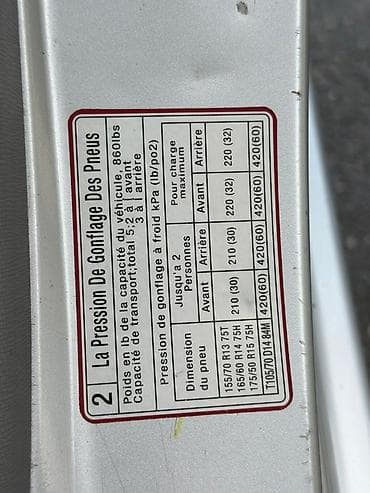 2 La Pression De Gonflage Des Pneus
Poids en lb de la capacité du véhicule, 860lbs
Capacité de transport;total 5;2 à avant
3 à arrière
Pression de gonflage à froid kPa (lb/po2)
Dimension du pneu Jusqu'a 2 Personnes Pour charge maximum
Avant Arrière Avant Arrière
155/70 R13 75T
165/60 R14 75H 210 (30) 210 (30) 220 (32) 220 (32)
175/50 R15 75H
T105/70 D14 84M 420(60) 420(60) 420(60) 420(60)